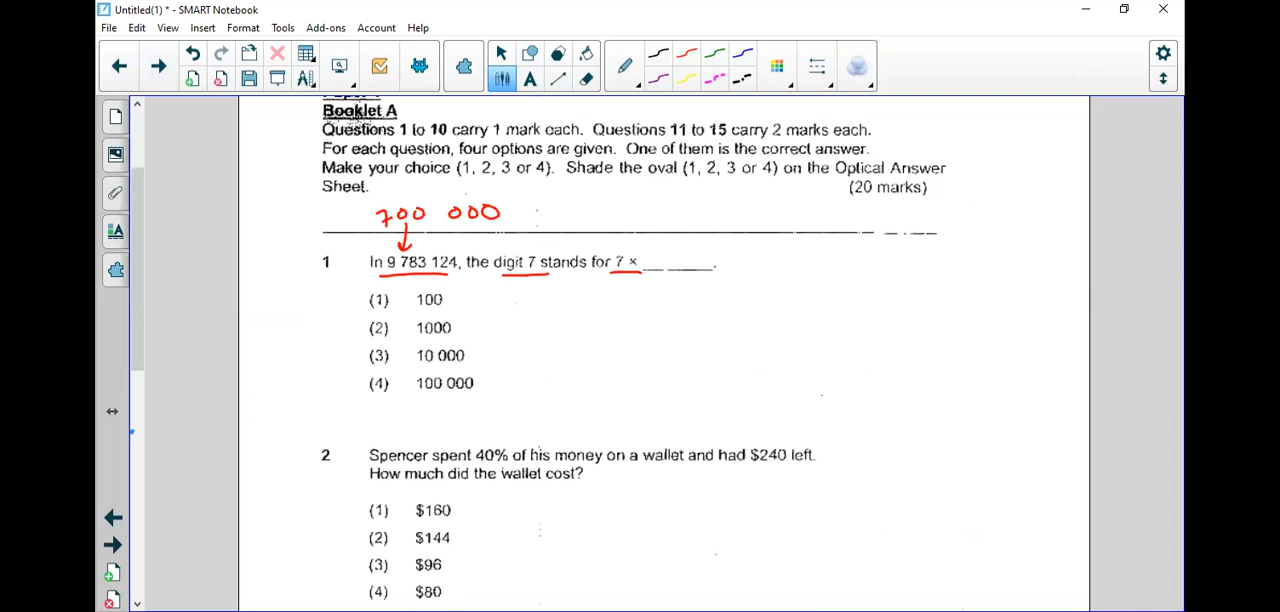 Untitled(1) * - SMART Notebook
File Edit View Insert Format Tools Add-ons Account Help
Booklet A
Questions 1 to 10 carry 1 mark each. Questions 11 to 15 carry 2 marks each.
For each question, four options are given. One of them is the correct answer.
Make your choice (1, 2, 3 or 4). Shade the oval (1, 2, 3 or 4) on the Optical Answer
Sheet. (20 marks)
700 000
1 In 9 783 124, the digit 7 stands for 7 × ________.
(1) 100
(2) 1000
(3) 10 000
(4) 100 000
2 Spencer spent 40% of his money on a wallet and had $240 left.
How much did the wallet cost?
(1) $160
(2) $144
(3) $96
(4) $80